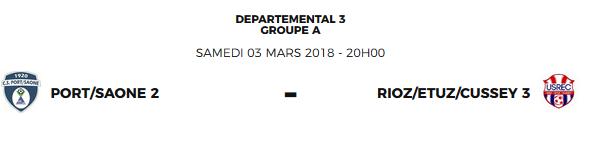 DEPARTEMENTAL 3
GROUPE A
SAMEDI 03 MARS 2018 - 20H00
1920
C.S. PORT/SAONE
PORT/SAONE 2
-
RIOZ/ETUZ/CUSSEY 3
USREC